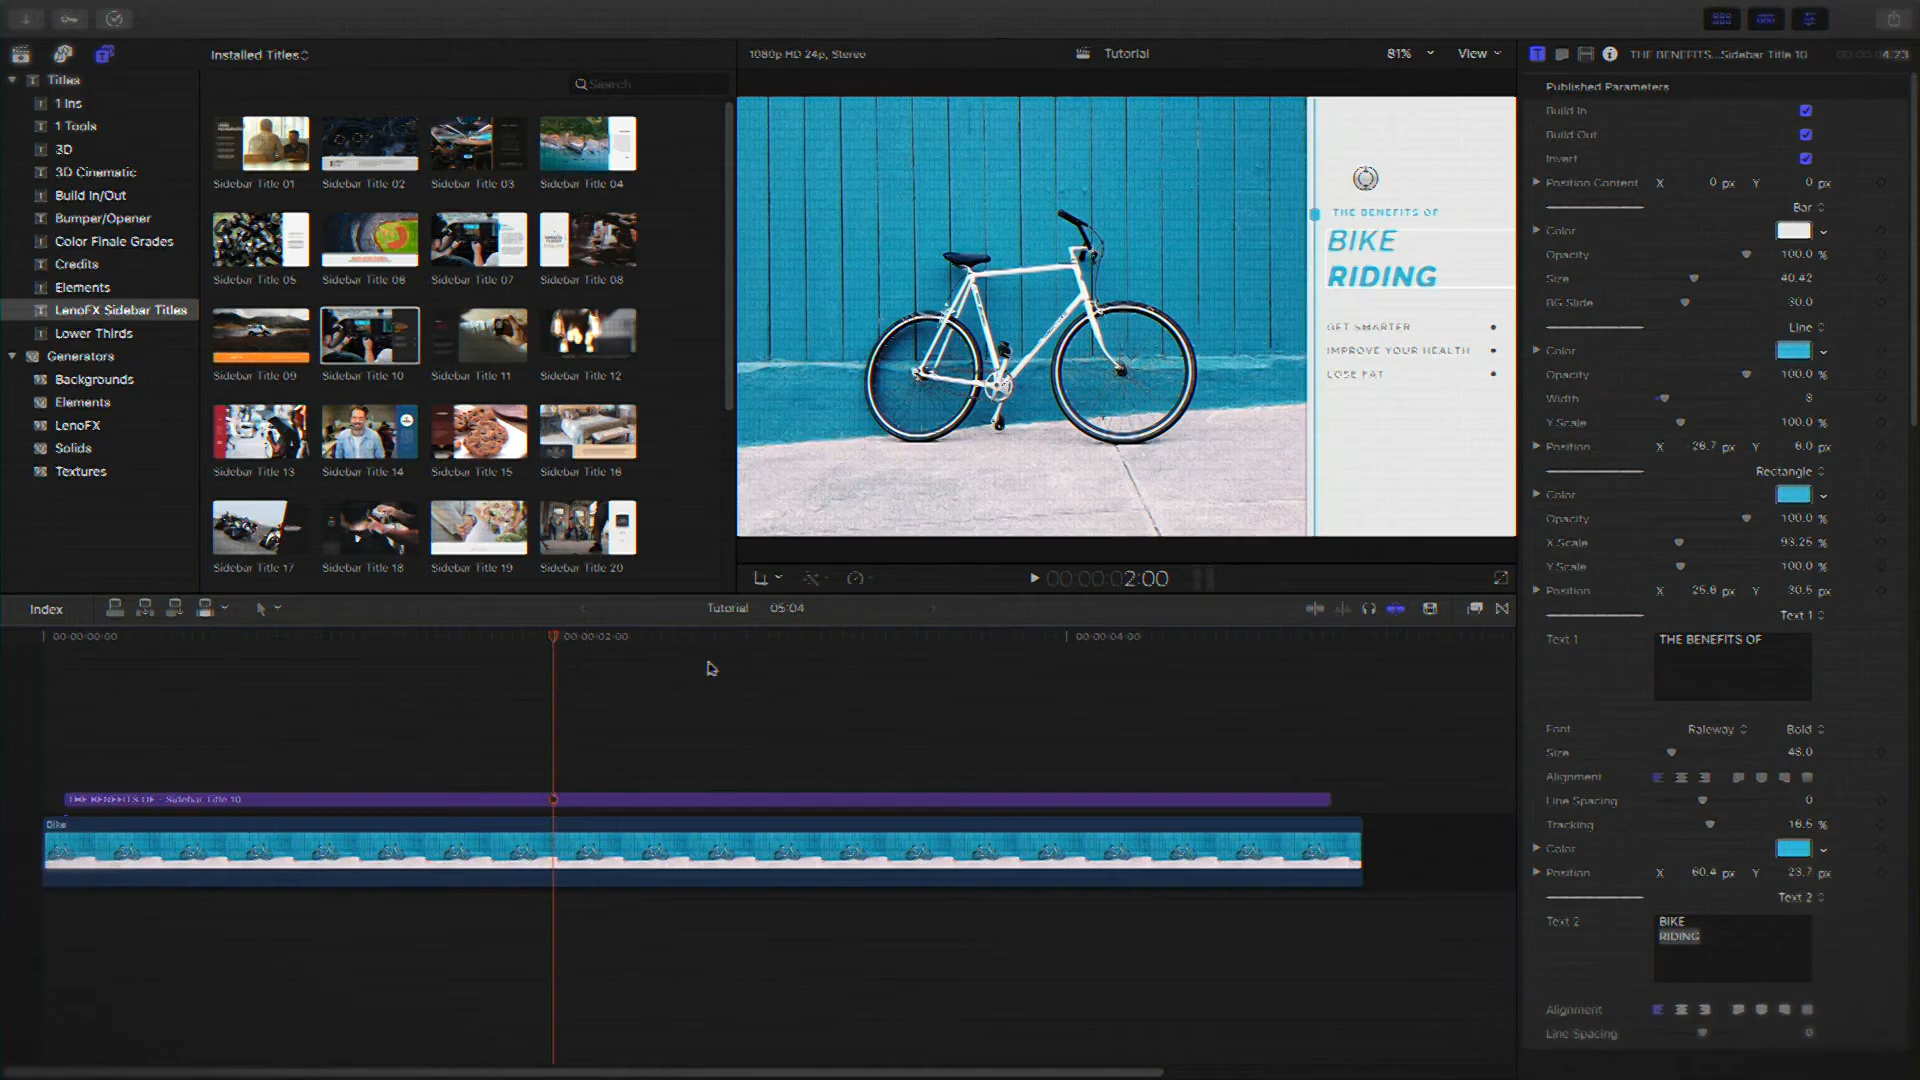 Installed Titles
Search
Titles
1 Ins
1 Tools
3D
3D Cinematic
Build In/Out
Bumper/Opener
Color Finale Grades
Credits
Elements
LenoFX Sidebar Titles
Lower Thirds
Generators
Backgrounds
Elements
LenoFX
Solids
Textures
Sidebar Title 01
Sidebar Title 02
Sidebar Title 03
Sidebar Title 04
Sidebar Title 05
Sidebar Title 06
Sidebar Title 07
Sidebar Title 08
Sidebar Title 09
Sidebar Title 10
Sidebar Title 11
Sidebar Title 12
Sidebar Title 13
Sidebar Title 14
Sidebar Title 15
Sidebar Title 16
Sidebar Title 17
Sidebar Title 18
Sidebar Title 19
Sidebar Title 20
1080p HD 24p, Stereo
Tutorial
81%
View
THE BENEFITS OF
BIKE
RIDING
GET SMARTER
IMPROVE YOUR HEALTH
LOSE FAT
00:00:02:00
THE BENEFITS...Sidebar Title 10
4:23
Published Parameters
Build In
Build Out
Invert
Position Content X 0 px Y 0 px
Bar
Color
Opacity 100.0 %
Size 40.42
BG Slide 30.0
Line
Color
Opacity 100.0 %
Width 8
Y.Scale 100.0 %
Position X 26.7 px Y 6.0 px
Rectangle
Color
Opacity 100.0 %
X.Scale 93.25 %
Y.Scale 100.0 %
Position X 25.6 px Y 30.5 px
Text 1
Text 1 THE BENEFITS OF
Font Raleway Bold
Size 48.0
Alignment
Line Spacing 0
Tracking 16.5 %
Color
Position X 60.4 px Y 23.7 px
Text 2
Text 2 BIKE
RIDING
Alignment
Line Spacing 0
Index
Tutorial 05:04
00:00:00:00
00:00:02:00
00:00:04:00
THE BENEFITS OF - Sidebar Title 10
Bike